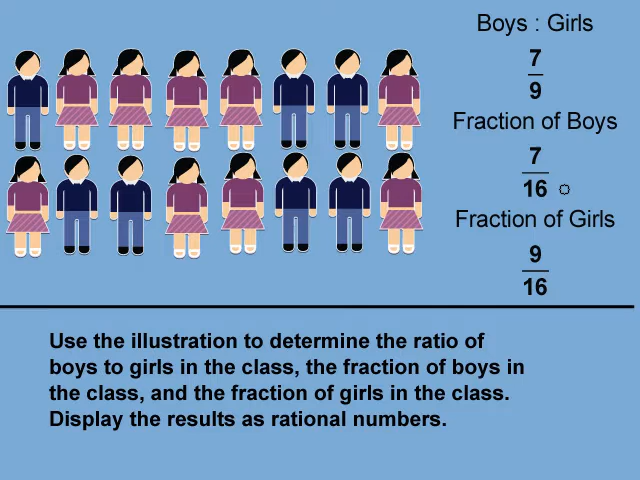 Boys : Girls
7
9
Fraction of Boys
7
16
Fraction of Girls
9
16
Use the illustration to determine the ratio of
boys to girls in the class, the fraction of boys in
the class, and the fraction of girls in the class.
Display the results as rational numbers.